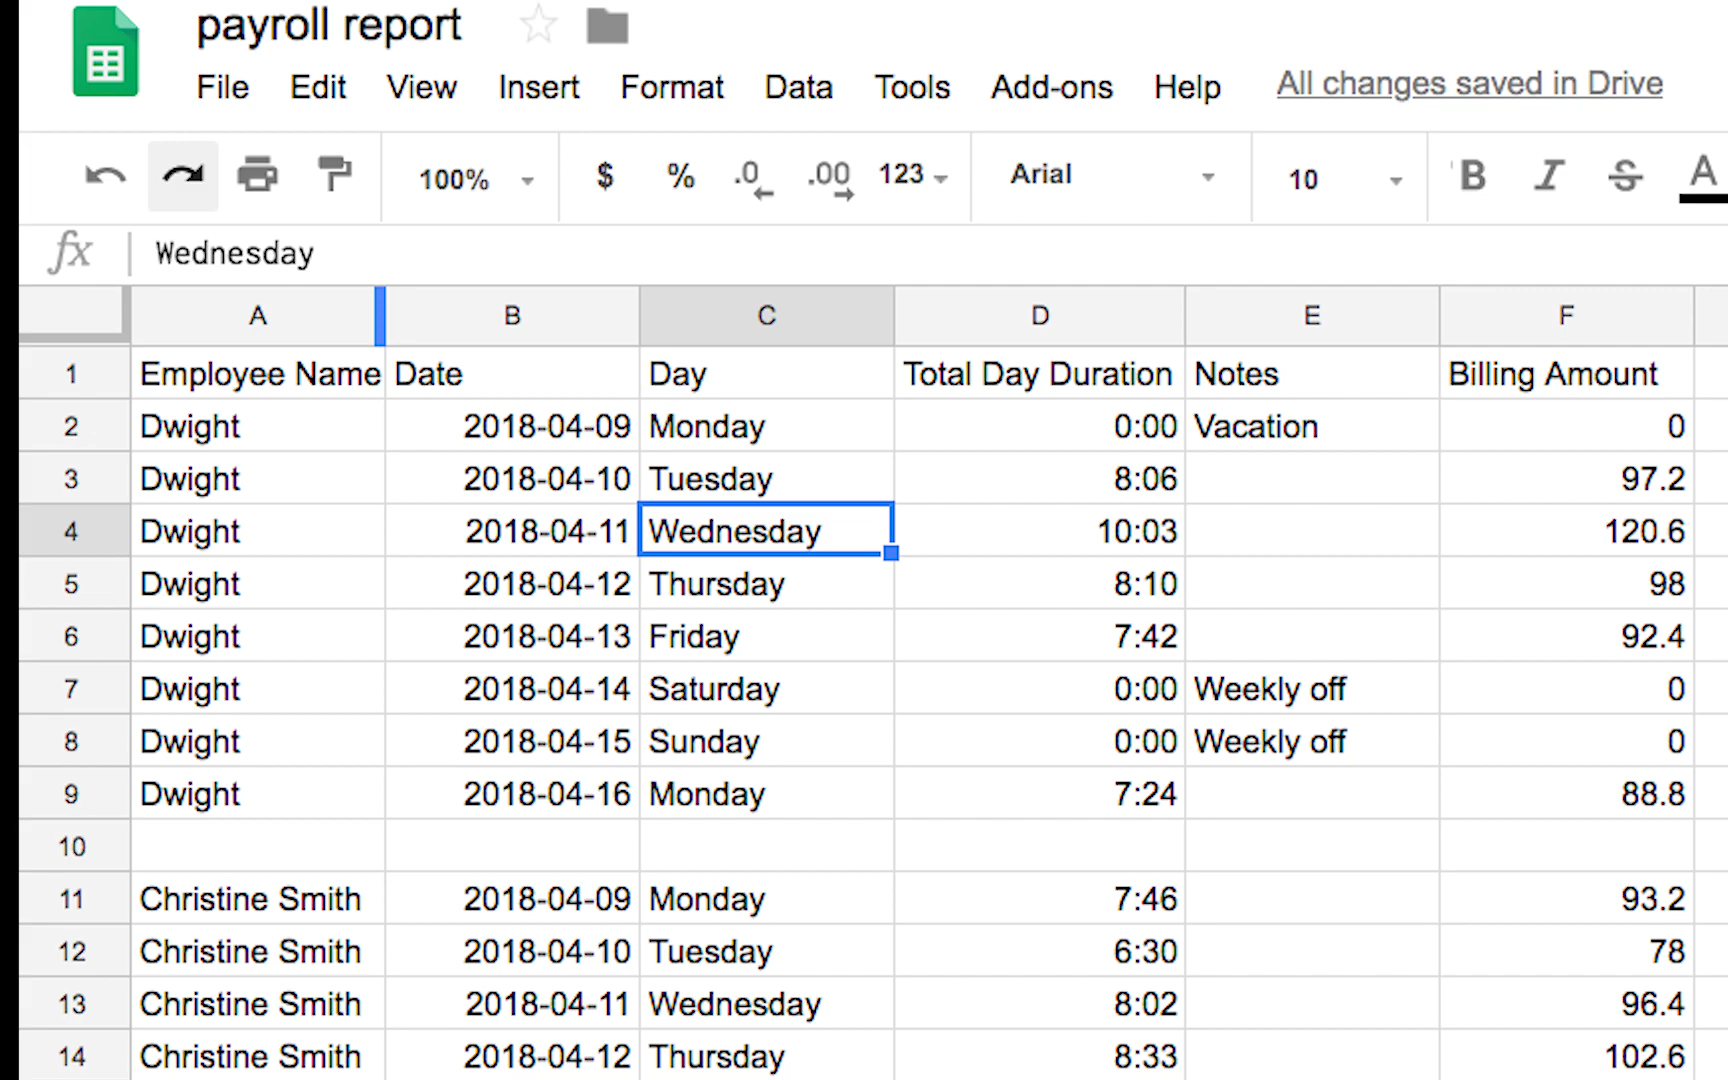 payroll report
File Edit View Insert Format Data Tools Add-ons Help All changes saved in Drive
100% $ % .0 .00 123 Arial 10 B I S A
fx Wednesday
A B C D E F
1 Employee Name Date Day Total Day Duration Notes Billing Amount
2 Dwight 2018-04-09 Monday 0:00 Vacation 0
3 Dwight 2018-04-10 Tuesday 8:06 97.2
4 Dwight 2018-04-11 Wednesday 10:03 120.6
5 Dwight 2018-04-12 Thursday 8:10 98
6 Dwight 2018-04-13 Friday 7:42 92.4
7 Dwight 2018-04-14 Saturday 0:00 Weekly off 0
8 Dwight 2018-04-15 Sunday 0:00 Weekly off 0
9 Dwight 2018-04-16 Monday 7:24 88.8
10
11 Christine Smith 2018-04-09 Monday 7:46 93.2
12 Christine Smith 2018-04-10 Tuesday 6:30 78
13 Christine Smith 2018-04-11 Wednesday 8:02 96.4
14 Christine Smith 2018-04-12 Thursday 8:33 102.6